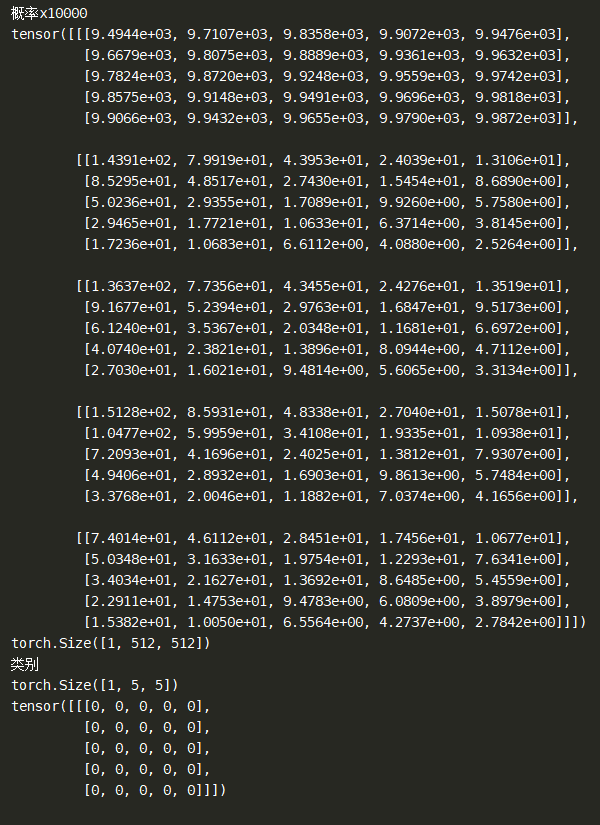 概率x10000
tensor([[[9.4944e+03, 9.7107e+03, 9.8358e+03, 9.9072e+03, 9.9476e+03],
         [9.6679e+03, 9.8075e+03, 9.8889e+03, 9.9361e+03, 9.9632e+03],
         [9.7824e+03, 9.8720e+03, 9.9248e+03, 9.9559e+03, 9.9742e+03],
         [9.8575e+03, 9.9148e+03, 9.9491e+03, 9.9696e+03, 9.9818e+03],
         [9.9066e+03, 9.9432e+03, 9.9655e+03, 9.9790e+03, 9.9872e+03]],

        [[1.4391e+02, 7.9919e+01, 4.3953e+01, 2.4039e+01, 1.3106e+01],
         [8.5295e+01, 4.8517e+01, 2.7430e+01, 1.5454e+01, 8.6890e+00],
         [5.0236e+01, 2.9355e+01, 1.7089e+01, 9.9260e+00, 5.7580e+00],
         [2.9465e+01, 1.7721e+01, 1.0633e+01, 6.3714e+00, 3.8145e+00],
         [1.7236e+01, 1.0683e+01, 6.6112e+00, 4.0880e+00, 2.5264e+00]],

        [[1.3637e+02, 7.7356e+01, 4.3455e+01, 2.4276e+01, 1.3519e+01],
         [9.1677e+01, 5.2394e+01, 2.9763e+01, 1.6847e+01, 9.5173e+00],
         [6.1240e+01, 3.5367e+01, 2.0348e+01, 1.1681e+01, 6.6972e+00],
         [4.0740e+01, 2.3821e+01, 1.3896e+01, 8.0944e+00, 4.7112e+00],
         [2.7030e+01, 1.6021e+01, 9.4814e+00, 5.6065e+00, 3.3134e+00]],

        [[1.5128e+02, 8.5931e+01, 4.8338e+01, 2.7040e+01, 1.5078e+01],
         [1.0477e+02, 5.9959e+01, 3.4108e+01, 1.9335e+01, 1.0938e+01],
         [7.2093e+01, 4.1696e+01, 2.4025e+01, 1.3812e+01, 7.9307e+00],
         [4.9406e+01, 2.8932e+01, 1.6903e+01, 9.8613e+00, 5.7484e+00],
         [3.3768e+01, 2.0046e+01, 1.1882e+01, 7.0374e+00, 4.1656e+00]],

        [[7.4014e+01, 4.6112e+01, 2.8451e+01, 1.7456e+01, 1.0677e+01],
         [5.0348e+01, 3.1633e+01, 1.9754e+01, 1.2293e+01, 7.6341e+00],
         [3.4034e+01, 2.1627e+01, 1.3692e+01, 8.6485e+00, 5.4559e+00],
         [2.2911e+01, 1.4753e+01, 9.4783e+00, 6.0809e+00, 3.8979e+00],
         [1.5382e+01, 1.0050e+01, 6.5564e+00, 4.2737e+00, 2.7842e+00]]])
torch.Size([1, 512, 512])
类别
torch.Size([1, 5, 5])
tensor([[[0, 0, 0, 0, 0],
         [0, 0, 0, 0, 0],
         [0, 0, 0, 0, 0],
         [0, 0, 0, 0, 0],
         [0, 0, 0, 0, 0]]])